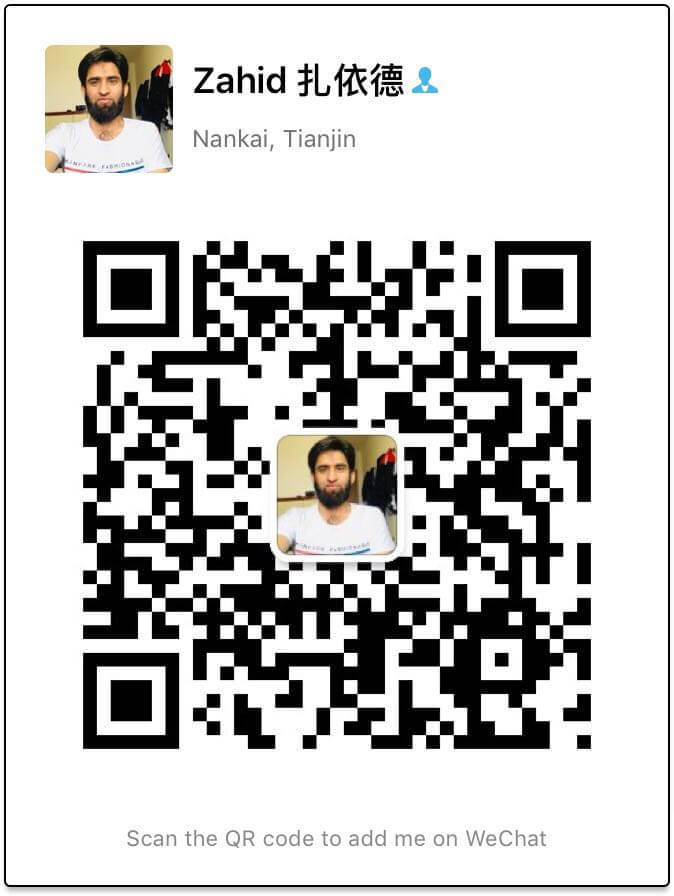 Zahid 扎依德
Nankai, Tianjin
Scan the QR code to add me on WeChat